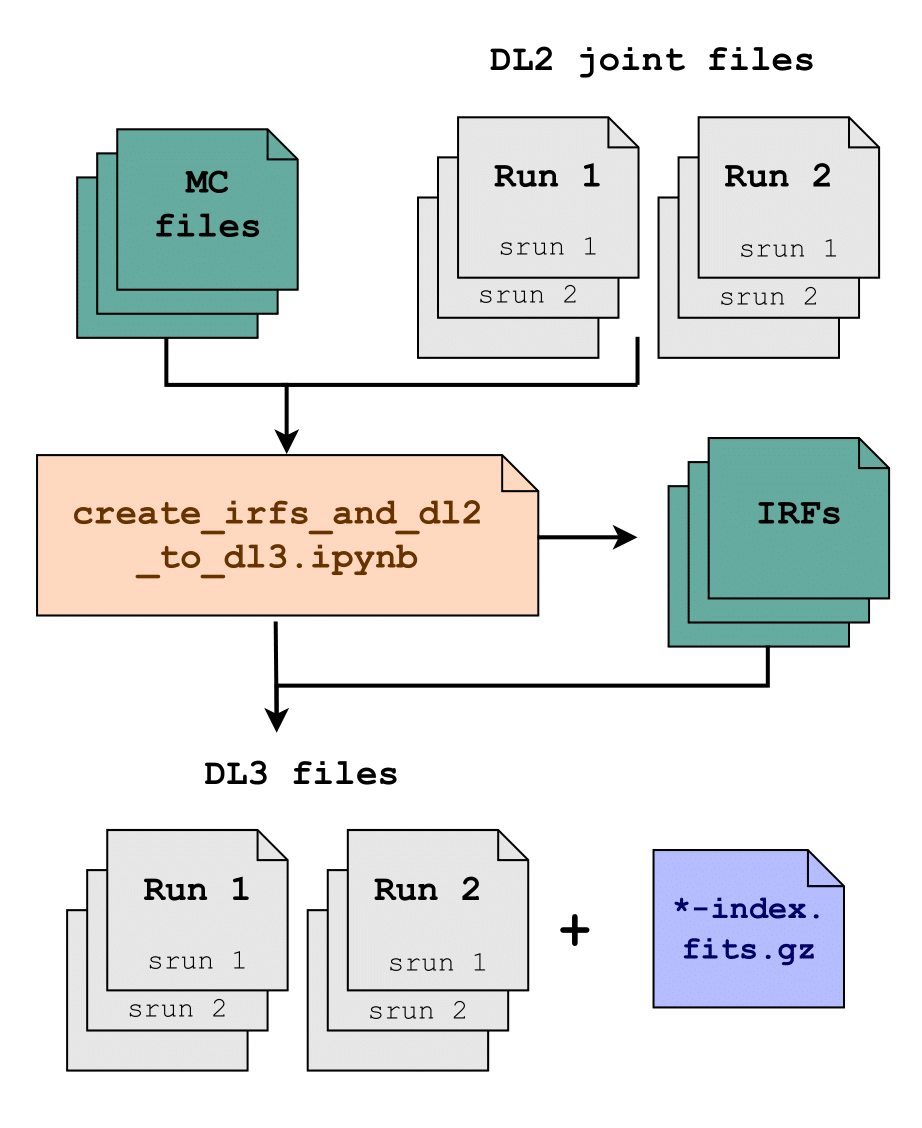 DL2 joint files
MC
files
Run 1
srun 1
srun 2
Run 2
srun 1
srun 2
create_irfs_and_dl2
_to_dl3.ipynb
IRFs
DL3 files
Run 1
srun 1
srun 2
Run 2
srun 1
srun 2
+
*-index.
fits.gz